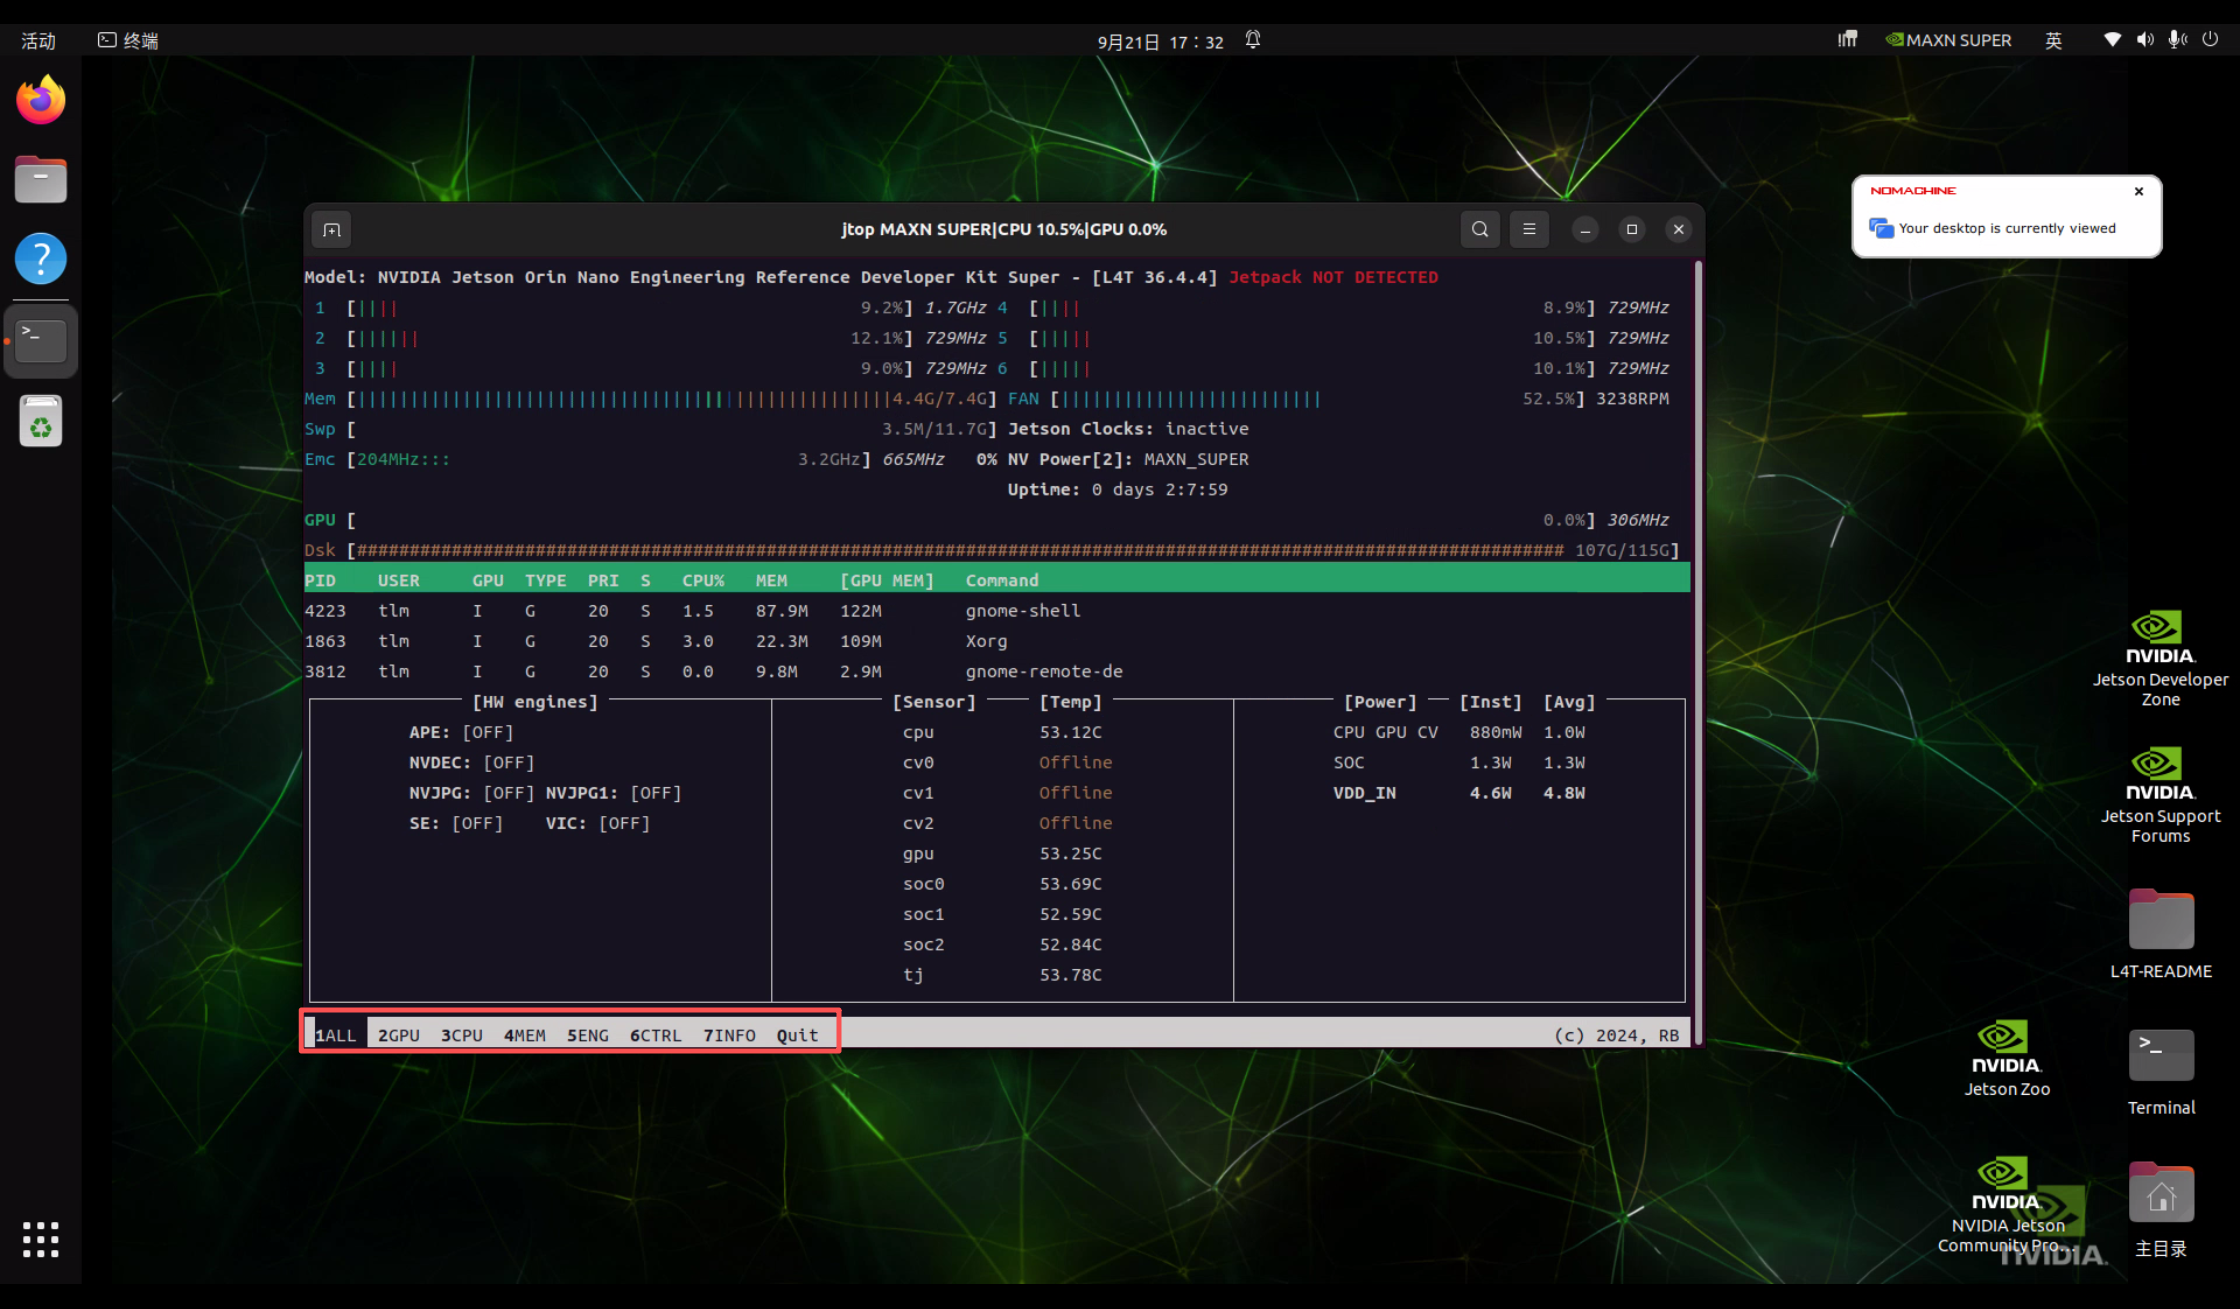 活动 终端 9月21日 17：32 MAXN SUPER 英
NOMACHINE
Your desktop is currently viewed
jtop MAXN SUPER|CPU 10.5%|GPU 0.0%
Model: NVIDIA Jetson Orin Nano Engineering Reference Developer Kit Super - [L4T 36.4.4] Jetpack NOT DETECTED
1 [|||| 9.2%] 1.7GHz 4 [|||| 8.9%] 729MHz
2 [|||||| 12.1%] 729MHz 5 [||||| 10.5%] 729MHz
3 [|||| 9.0%] 729MHz 6 [||||| 10.1%] 729MHz
Mem [4.4G/7.4G] FAN [52.5%] 3238RPM
Swp [ 3.5M/11.7G] Jetson Clocks: inactive
Emc [204MHz::: 3.2GHz] 665MHz 0% NV Power[2]: MAXN_SUPER
Uptime: 0 days 2:7:59
GPU [ 0.0%] 306MHz
Dsk [ 107G/115G]
PID USER GPU TYPE PRI S CPU% MEM [GPU MEM] Command
4223 tlm I G 20 S 1.5 87.9M 122M gnome-shell
1863 tlm I G 20 S 3.0 22.3M 109M Xorg
3812 tlm I G 20 S 0.0 9.8M 2.9M gnome-remote-de
[HW engines] [Sensor] [Temp] [Power] [Inst] [Avg]
APE: [OFF] cpu 53.12C CPU GPU CV 880mW 1.0W
NVDEC: [OFF] cv0 Offline SOC 1.3W 1.3W
NVJPG: [OFF] NVJPG1: [OFF] cv1 Offline VDD_IN 4.6W 4.8W
SE: [OFF] VIC: [OFF] cv2 Offline
gpu 53.25C
soc0 53.69C
soc1 52.59C
soc2 52.84C
tj 53.78C
1ALL 2GPU 3CPU 4MEM 5ENG 6CTRL 7INFO Quit (c) 2024, RB
NVIDIA.
Jetson Developer
Zone
NVIDIA.
Jetson Support
Forums
L4T-README
NVIDIA.
Jetson Zoo
Terminal
NVIDIA.
NVIDIA Jetson
Community Pro...
主目录
NVIDIA.